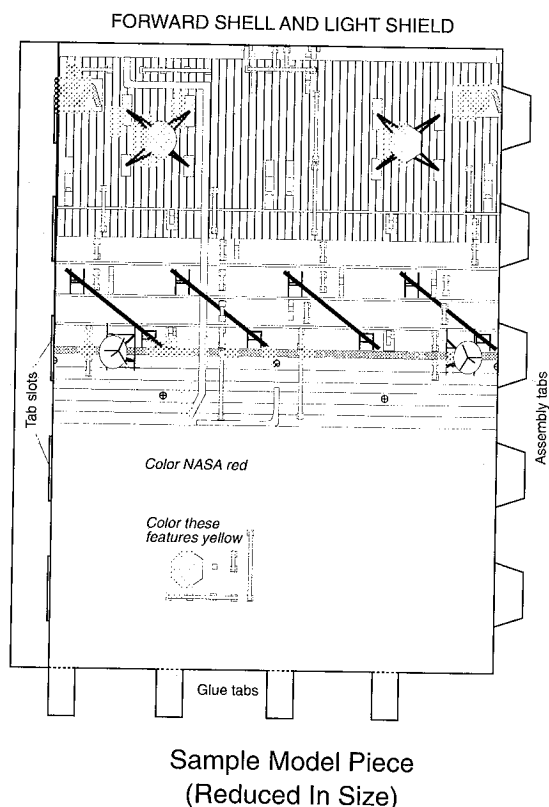 FORWARD SHELL AND LIGHT SHIELD
Tab slots
Assembly tabs
Color NASA red
Color these
features yellow
Glue tabs
Sample Model Piece
(Reduced In Size)